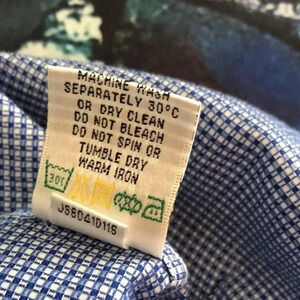 MACHINE WASH
SEPARATELY 30°C
OR DRY CLEAN
DO NOT BLEACH
DO NOT SPIN OR
TUMBLE DRY
WARM IRON
30°
JSS0410116